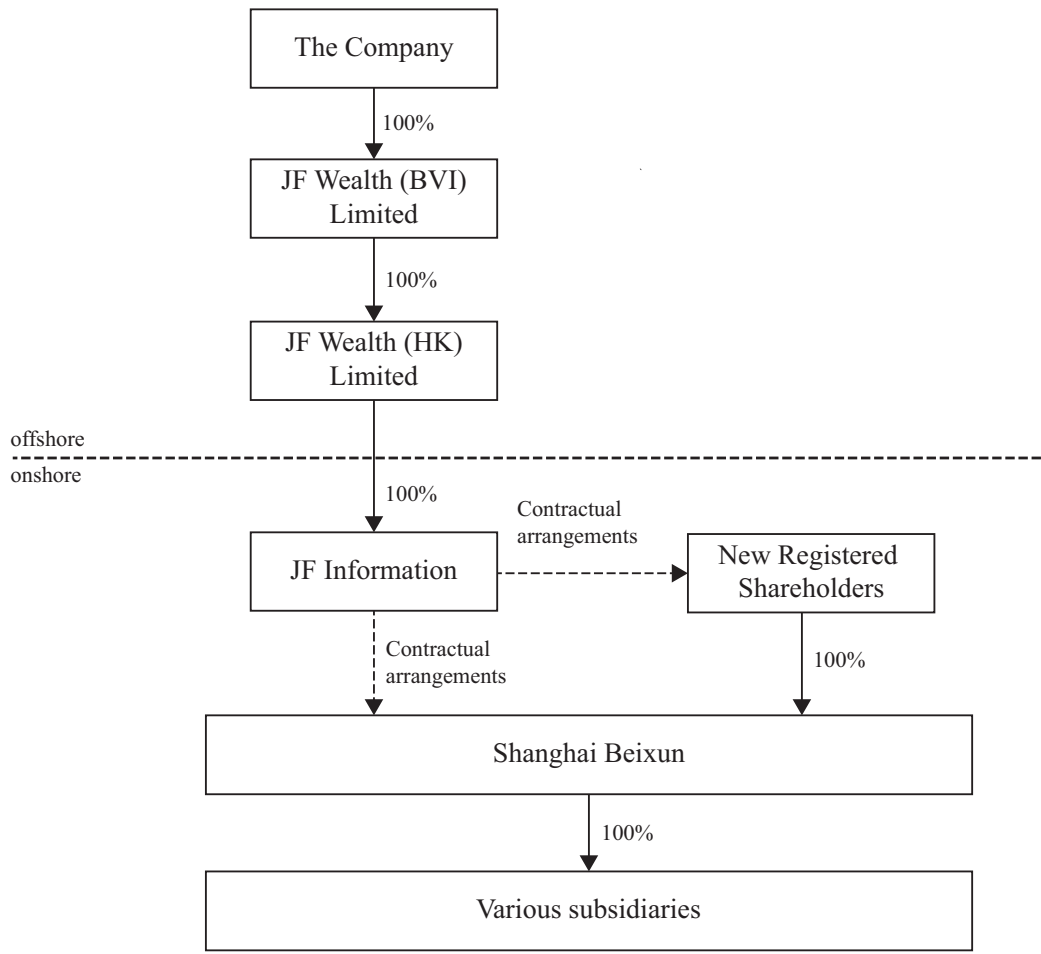 The Company
100%
JF Wealth (BVI)
Limited
100%
JF Wealth (HK)
Limited
offshore
onshore
100%
Contractual
arrangements
JF Information
New Registered
Shareholders
Contractual
arrangements
100%
Shanghai Beixun
100%
Various subsidiaries